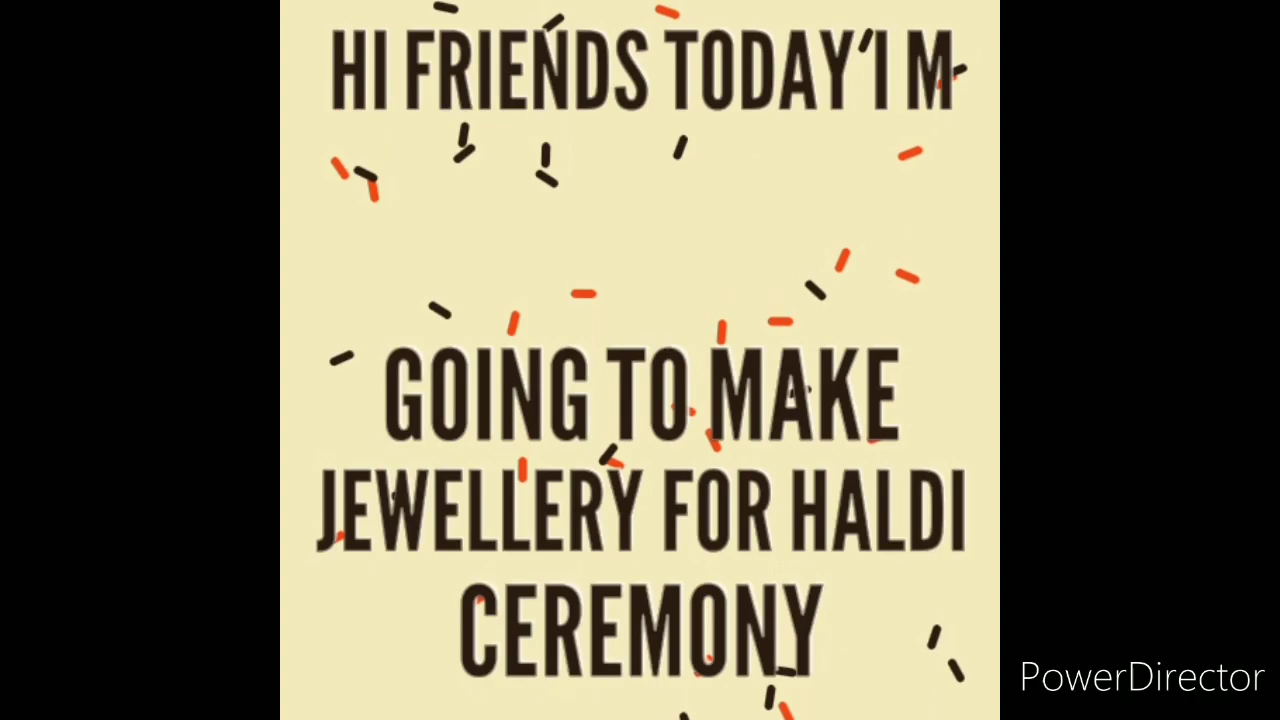 HI FRIENDS TODAY I M
GOING TO MAKE
JEWELLERY FOR HALDI
CEREMONY
PowerDirector